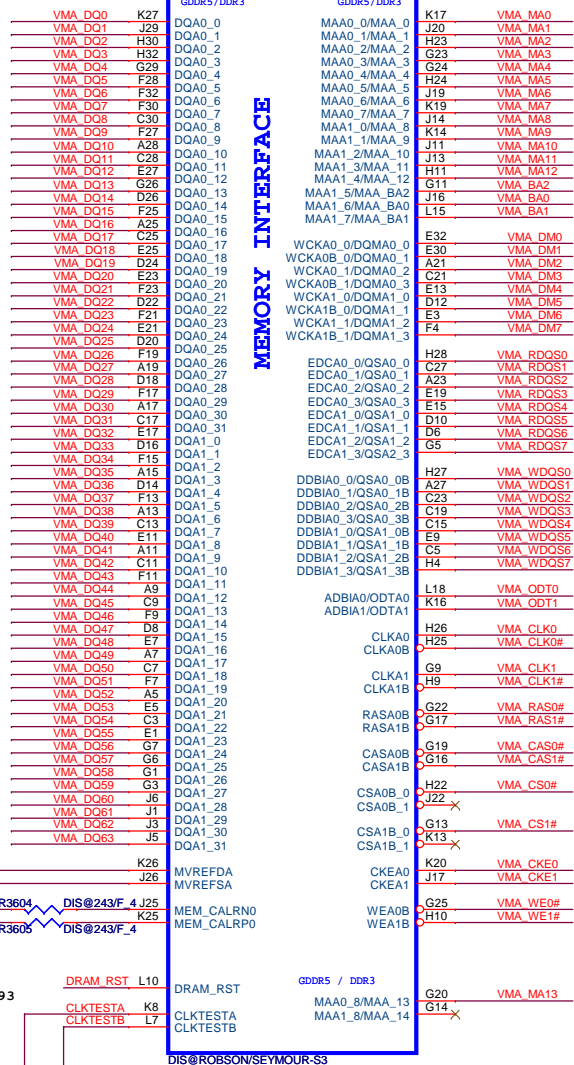 GDDR5/DDR3 GDDR5/DDR3
MEMORY INTERFACE
VMA_DQ0 K27 DQA0_0
VMA_DQ1 J29 DQA0_1
VMA_DQ2 H30 DQA0_2
VMA_DQ3 H32 DQA0_3
VMA_DQ4 G29 DQA0_4
VMA_DQ5 F28 DQA0_5
VMA_DQ6 F32 DQA0_6
VMA_DQ7 F30 DQA0_7
VMA_DQ8 C30 DQA0_8
VMA_DQ9 F27 DQA0_9
VMA_DQ10 A28 DQA0_10
VMA_DQ11 C28 DQA0_11
VMA_DQ12 E27 DQA0_12
VMA_DQ13 G26 DQA0_13
VMA_DQ14 D26 DQA0_14
VMA_DQ15 F25 DQA0_15
VMA_DQ16 A25 DQA0_16
VMA_DQ17 C25 DQA0_17
VMA_DQ18 E25 DQA0_18
VMA_DQ19 D24 DQA0_19
VMA_DQ20 E23 DQA0_20
VMA_DQ21 F23 DQA0_21
VMA_DQ22 D22 DQA0_22
VMA_DQ23 F21 DQA0_23
VMA_DQ24 E21 DQA0_24
VMA_DQ25 D20 DQA0_25
VMA_DQ26 F19 DQA0_26
VMA_DQ27 A19 DQA0_27
VMA_DQ28 D18 DQA0_28
VMA_DQ29 F17 DQA0_29
VMA_DQ30 A17 DQA0_30
VMA_DQ31 C17 DQA0_31
VMA_DQ32 E17 DQA1_0
VMA_DQ33 D16 DQA1_1
VMA_DQ34 F15 DQA1_2
VMA_DQ35 A15 DQA1_3
VMA_DQ36 D14 DQA1_4
VMA_DQ37 F13 DQA1_5
VMA_DQ38 A13 DQA1_6
VMA_DQ39 C13 DQA1_7
VMA_DQ40 E11 DQA1_8
VMA_DQ41 A11 DQA1_9
VMA_DQ42 C11 DQA1_10
VMA_DQ43 F11 DQA1_11
VMA_DQ44 A9 DQA1_12
VMA_DQ45 C9 DQA1_13
VMA_DQ46 F9 DQA1_14
VMA_DQ47 D8 DQA1_15
VMA_DQ48 E7 DQA1_16
VMA_DQ49 A7 DQA1_17
VMA_DQ50 C7 DQA1_18
VMA_DQ51 F7 DQA1_19
VMA_DQ52 A5 DQA1_20
VMA_DQ53 E5 DQA1_21
VMA_DQ54 C3 DQA1_22
VMA_DQ55 E1 DQA1_23
VMA_DQ56 G7 DQA1_24
VMA_DQ57 G6 DQA1_25
VMA_DQ58 G1 DQA1_26
VMA_DQ59 G3 DQA1_27
VMA_DQ60 J6 DQA1_28
VMA_DQ61 J1 DQA1_29
VMA_DQ62 J3 DQA1_30
VMA_DQ63 J5 DQA1_31
K26 MVREFDA
J26 MVREFSA
R3604 DIS@243/F_4 J25 MEM_CALRN0
R3605 DIS@243/F_4 K25 MEM_CALRP0
DRAM_RST L10 DRAM_RST
93
CLKTESTA K8 CLKTESTA
CLKTESTB L7 CLKTESTB
MAA0_0/MAA_0 K17 VMA_MA0
MAA0_1/MAA_1 J20 VMA_MA1
MAA0_2/MAA_2 H23 VMA_MA2
MAA0_3/MAA_3 G23 VMA_MA3
MAA0_4/MAA_4 G24 VMA_MA4
MAA0_5/MAA_5 H24 VMA_MA5
MAA0_6/MAA_6 J19 VMA_MA6
MAA0_7/MAA_7 K19 VMA_MA7
MAA1_0/MAA_8 J14 VMA_MA8
MAA1_1/MAA_9 K14 VMA_MA9
MAA1_2/MAA_10 J11 VMA_MA10
MAA1_3/MAA_11 J13 VMA_MA11
MAA1_4/MAA_12 H11 VMA_MA12
MAA1_5/MAA_BA2 G11 VMA_BA2
MAA1_6/MAA_BA0 J16 VMA_BA0
MAA1_7/MAA_BA1 L15 VMA_BA1
WCKA0_0/DQMA0_0 E32 VMA_DM0
WCKA0B_0/DQMA0_1 E30 VMA_DM1
WCKA0_1/DQMA0_2 A21 VMA_DM2
WCKA0B_1/DQMA0_3 C21 VMA_DM3
WCKA1_0/DQMA1_0 E13 VMA_DM4
WCKA1B_0/DQMA1_1 D12 VMA_DM5
WCKA1_1/DQMA1_2 E3 VMA_DM6
WCKA1B_1/DQMA1_3 F4 VMA_DM7
EDCA0_0/QSA0_0 H28 VMA_RDQS0
EDCA0_1/QSA0_1 C27 VMA_RDQS1
EDCA0_2/QSA0_2 A23 VMA_RDQS2
EDCA0_3/QSA0_3 E19 VMA_RDQS3
EDCA1_0/QSA1_0 E15 VMA_RDQS4
EDCA1_1/QSA1_1 D10 VMA_RDQS5
EDCA1_2/QSA1_2 D6 VMA_RDQS6
EDCA1_3/QSA2_3 G5 VMA_RDQS7
DDBIA0_0/QSA0_0B H27 VMA_WDQS0
DDBIA0_1/QSA0_1B A27 VMA_WDQS1
DDBIA0_2/QSA0_2B C23 VMA_WDQS2
DDBIA0_3/QSA0_3B C19 VMA_WDQS3
DDBIA1_0/QSA1_0B C15 VMA_WDQS4
DDBIA1_1/QSA1_1B E9 VMA_WDQS5
DDBIA1_2/QSA1_2B C5 VMA_WDQS6
DDBIA1_3/QSA1_3B H4 VMA_WDQS7
ADBIA0/ODTA0 L18 VMA_ODT0
ADBIA1/ODTA1 K16 VMA_ODT1
CLKA0 H26 VMA_CLK0
CLKA0B H25 VMA_CLK0#
CLKA1 G9 VMA_CLK1
CLKA1B H9 VMA_CLK1#
RASA0B G22 VMA_RAS0#
RASA1B G17 VMA_RAS1#
CASA0B G19 VMA_CAS0#
CASA1B G16 VMA_CAS1#
CSA0B_0 H22 VMA_CS0#
CSA0B_1 J22
CSA1B_0 G13 VMA_CS1#
CSA1B_1 K13
CKEA0 K20 VMA_CKE0
CKEA1 J17 VMA_CKE1
WEA0B G25 VMA_WE0#
WEA1B H10 VMA_WE1#
GDDR5 / DDR3
MAA0_8/MAA_13 G20 VMA_MA13
MAA1_8/MAA_14 G14
DIS@ROBSON/SEYMOUR-S3